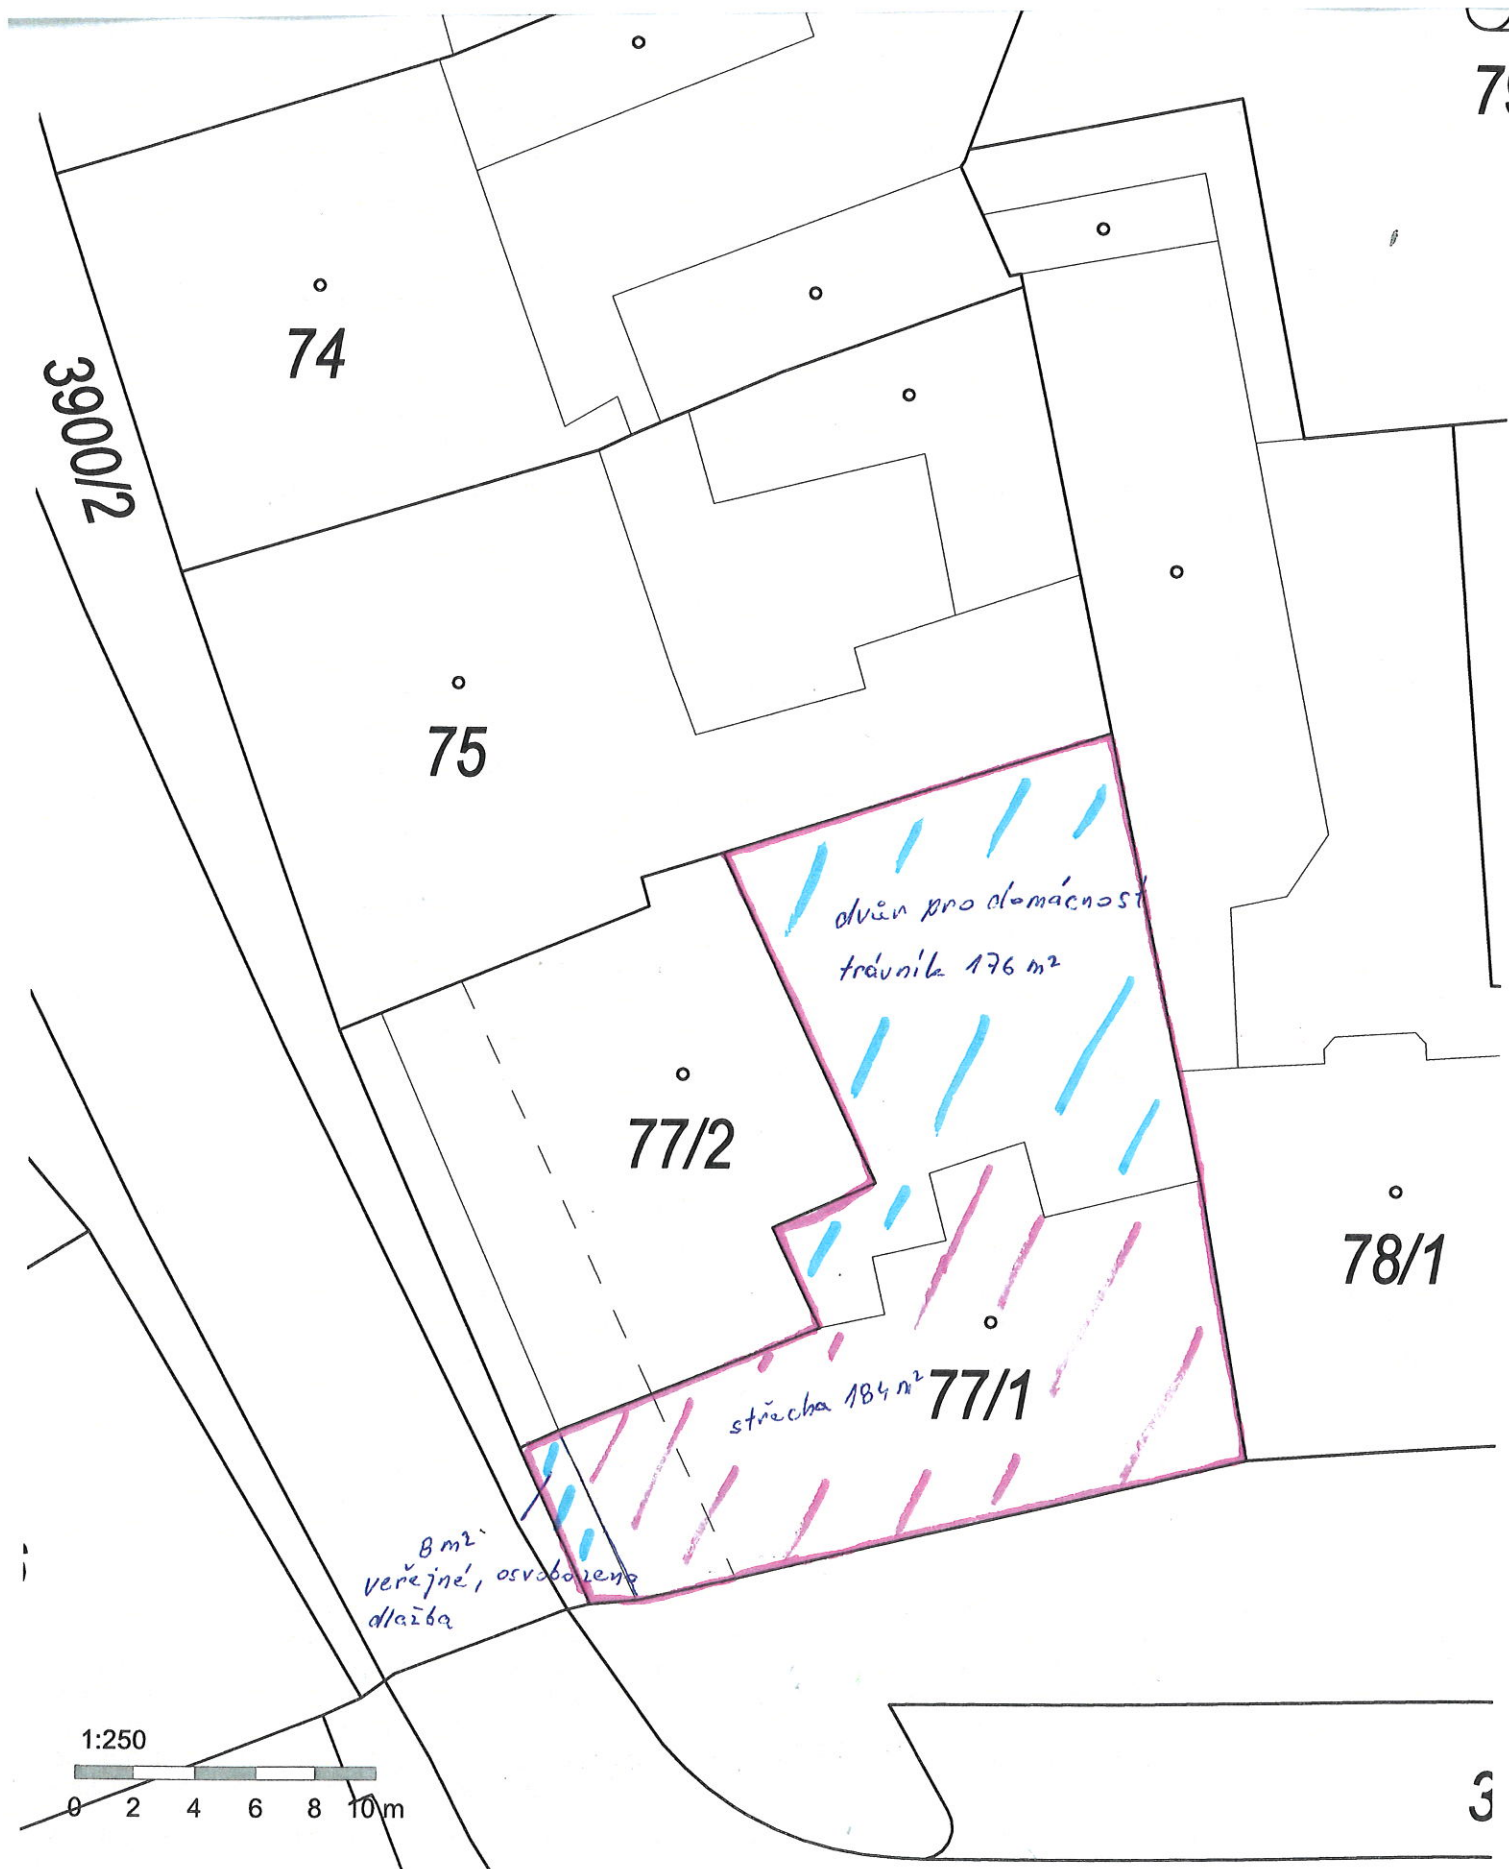 74
3900/2
75
dvůr pro domácnost
trávník 176 m²
77/2
78/1
střecha 184 m²
77/1
8 m²
veřejné, osvobozeno
dlažba
1:250
0 2 4 6 8 10 m
3